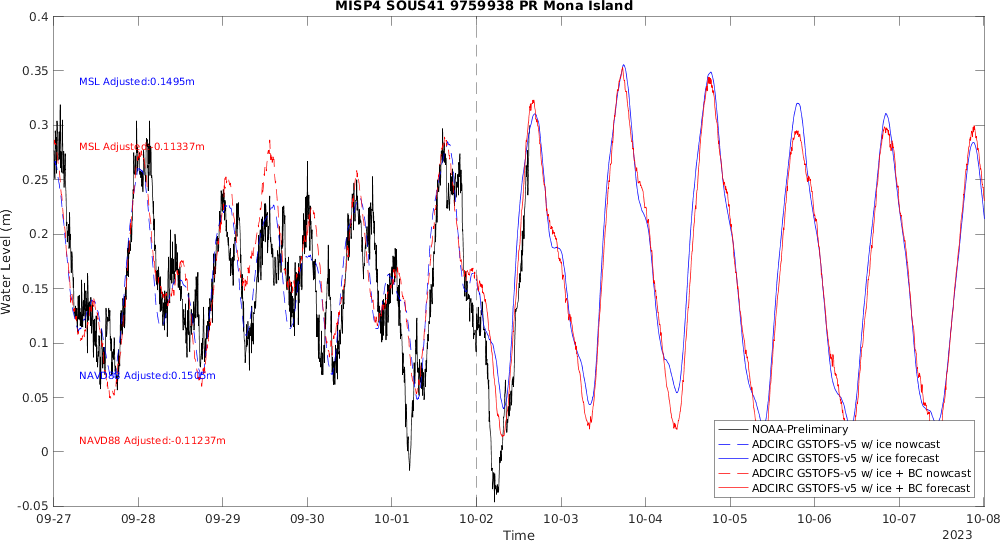 MISP4 SOUS41 9759938 PR Mona Island
0.4
0.35
0.3
0.25
0.2
0.15
0.1
0.05
0
-0.05
Water Level (m)
MSL Adjusted:0.1495m
MSL Adjusted:-0.11337m
NAVD88 Adjusted:0.1505m
NAVD88 Adjusted:-0.11237m
NOAA-Preliminary
ADCIRC GSTOFS-v5 w/ ice nowcast
ADCIRC GSTOFS-v5 w/ ice forecast
ADCIRC GSTOFS-v5 w/ ice + BC nowcast
ADCIRC GSTOFS-v5 w/ ice + BC forecast
09-27 09-28 09-29 09-30 10-01 10-02 10-03 10-04 10-05 10-06 10-07 10-08
Time
2023